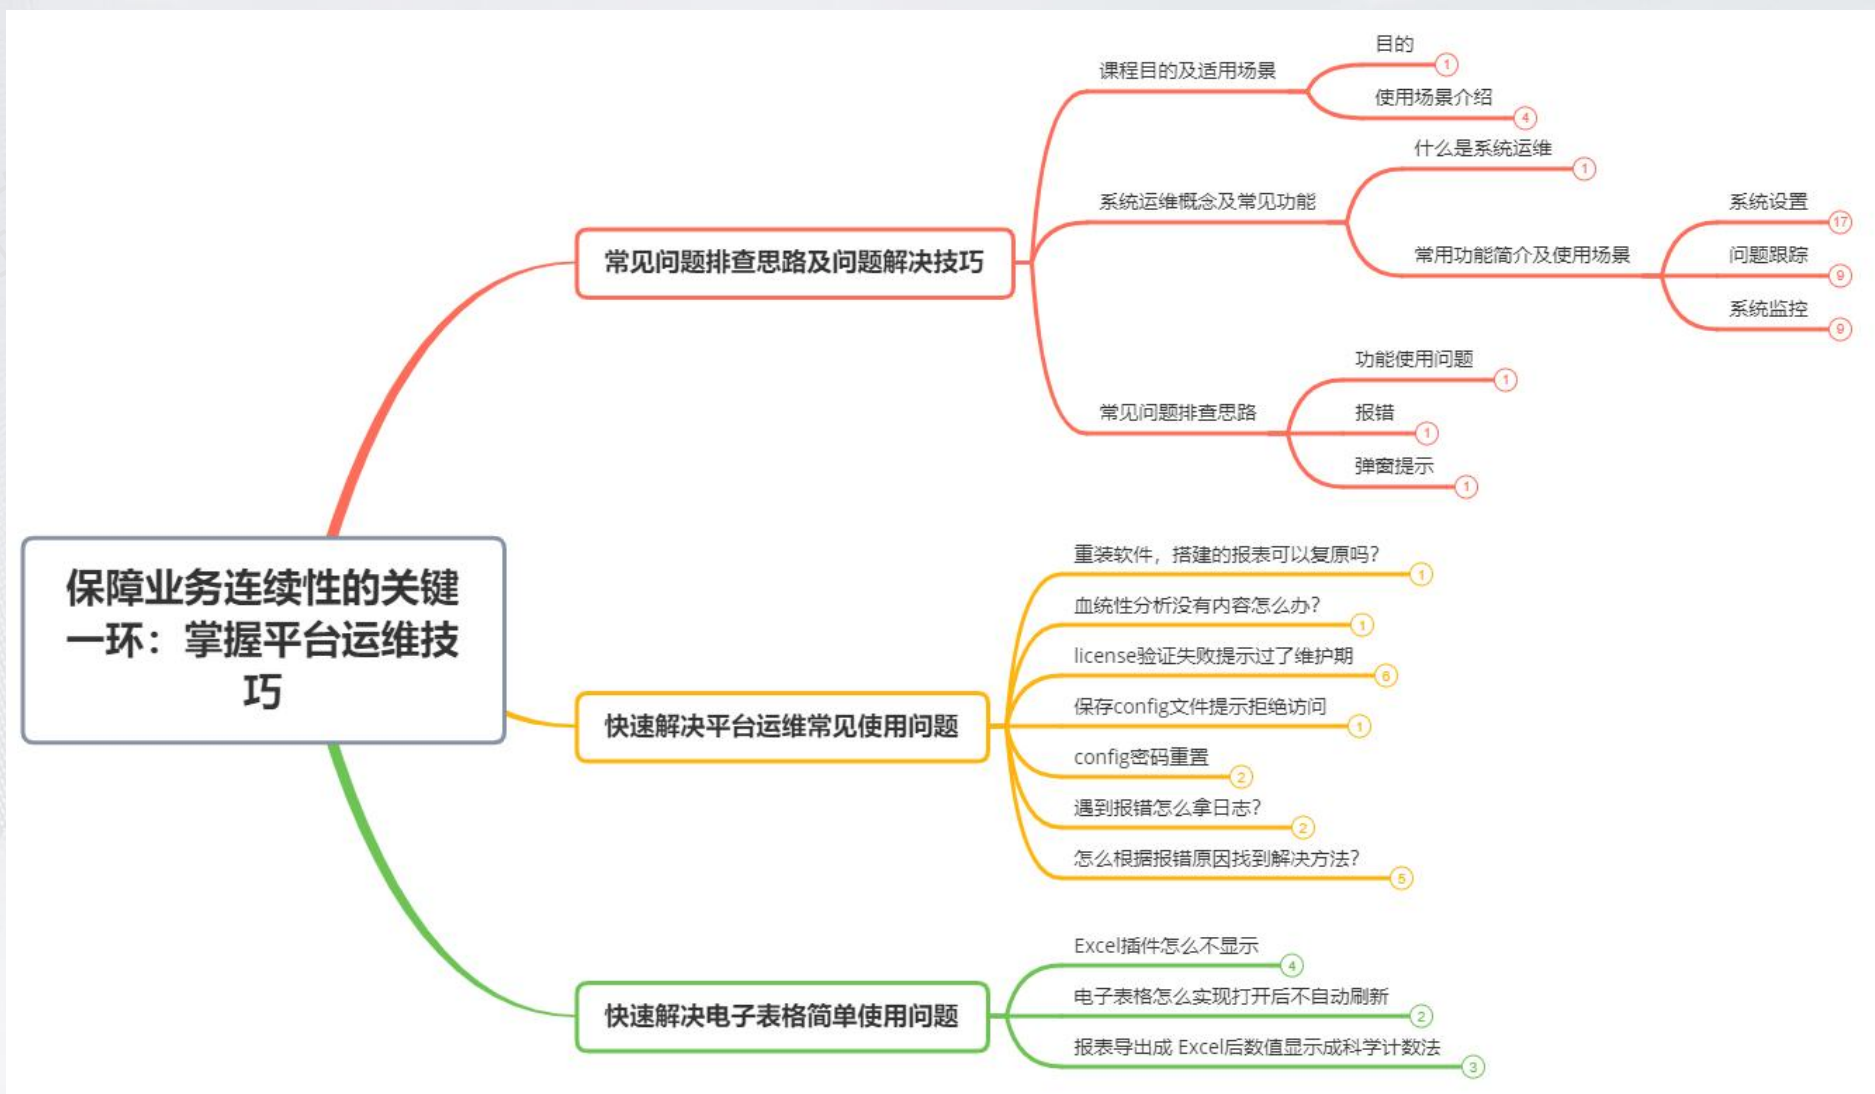 保障业务连续性的关键
一环：掌握平台运维技
巧
常见问题排查思路及问题解决技巧
课程目的及适用场景
目的
1
使用场景介绍
4
系统运维概念及常见功能
什么是系统运维
1
常用功能简介及使用场景
系统设置
17
问题跟踪
9
系统监控
9
常见问题排查思路
功能使用问题
1
报错
1
弹窗提示
1
快速解决平台运维常见使用问题
重装软件，搭建的报表可以复原吗？
1
血统性分析没有内容怎么办？
1
license验证失败提示过了维护期
6
保存config文件提示拒绝访问
1
config密码重置
2
遇到报错怎么拿日志？
2
怎么根据报错原因找到解决方法？
5
快速解决电子表格简单使用问题
Excel插件怎么不显示
4
电子表格怎么实现打开后不自动刷新
2
报表导出成 Excel后数值显示成科学计数法
3